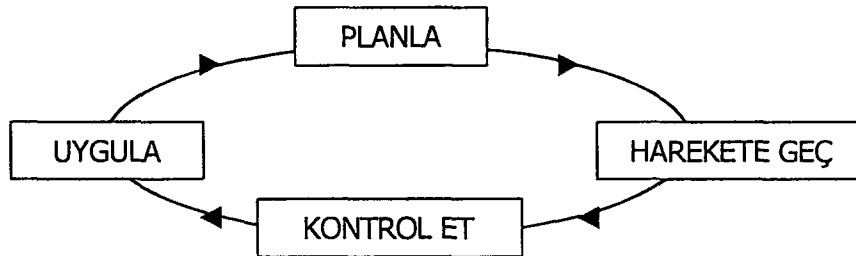 PLANLA
UYGULA
HAREKETE GEÇ
KONTROL ET